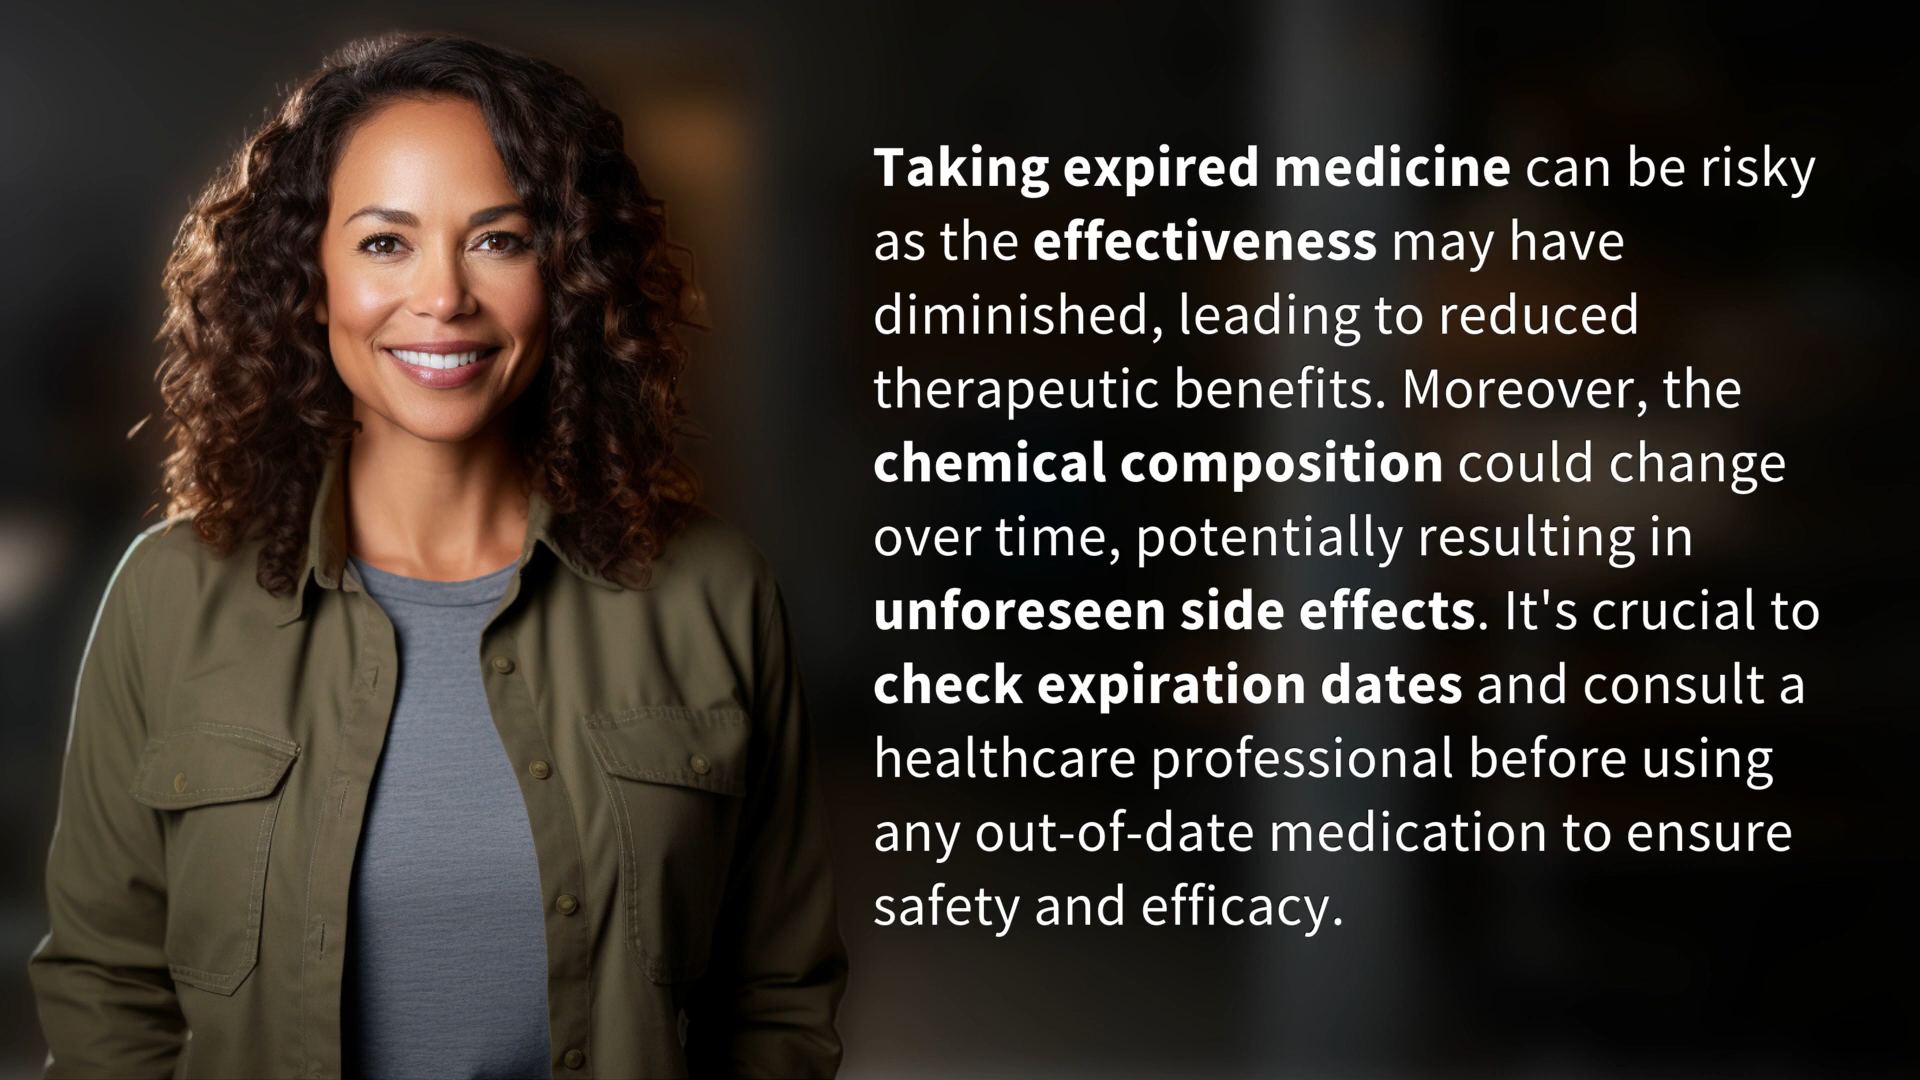 Taking expired medicine can be risky
as the effectiveness may have
diminished, leading to reduced
therapeutic benefits. Moreover, the
chemical composition could change
over time, potentially resulting in
unforeseen side effects. It's crucial to
check expiration dates and consult a
healthcare professional before using
any out-of-date medication to ensure
safety and efficacy.